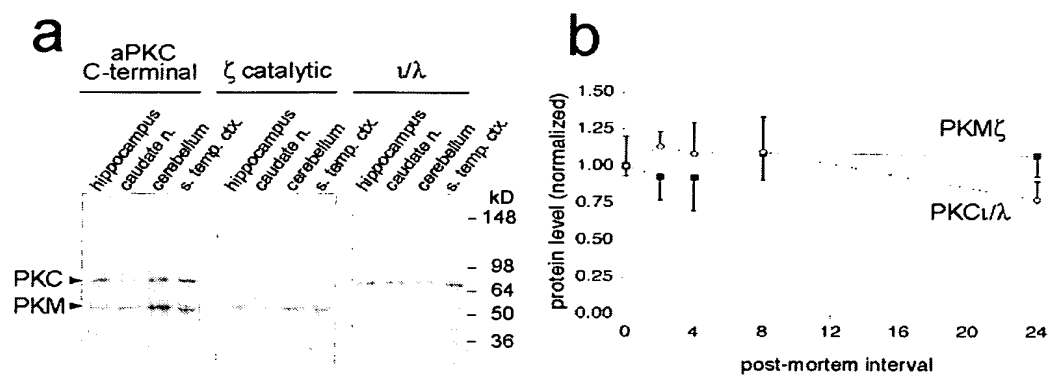 a
aPKC
C-terminal
ζ catalytic
ι/λ
hippocampus
caudate n.
cerebellum
s. temp. ctx.
hippocampus
caudate n.
cerebellum
s. temp. ctx.
hippocampus
caudate n.
cerebellum
s. temp. ctx.
kD
148
98
64
50
36
PKC
PKM
b
protein level (normalized)
1.50
1.25
1.00
0.75
0.50
0.25
0.00
PKMζ
PKCι/λ
0 4 8 12 16 20 24
post-mortem interval